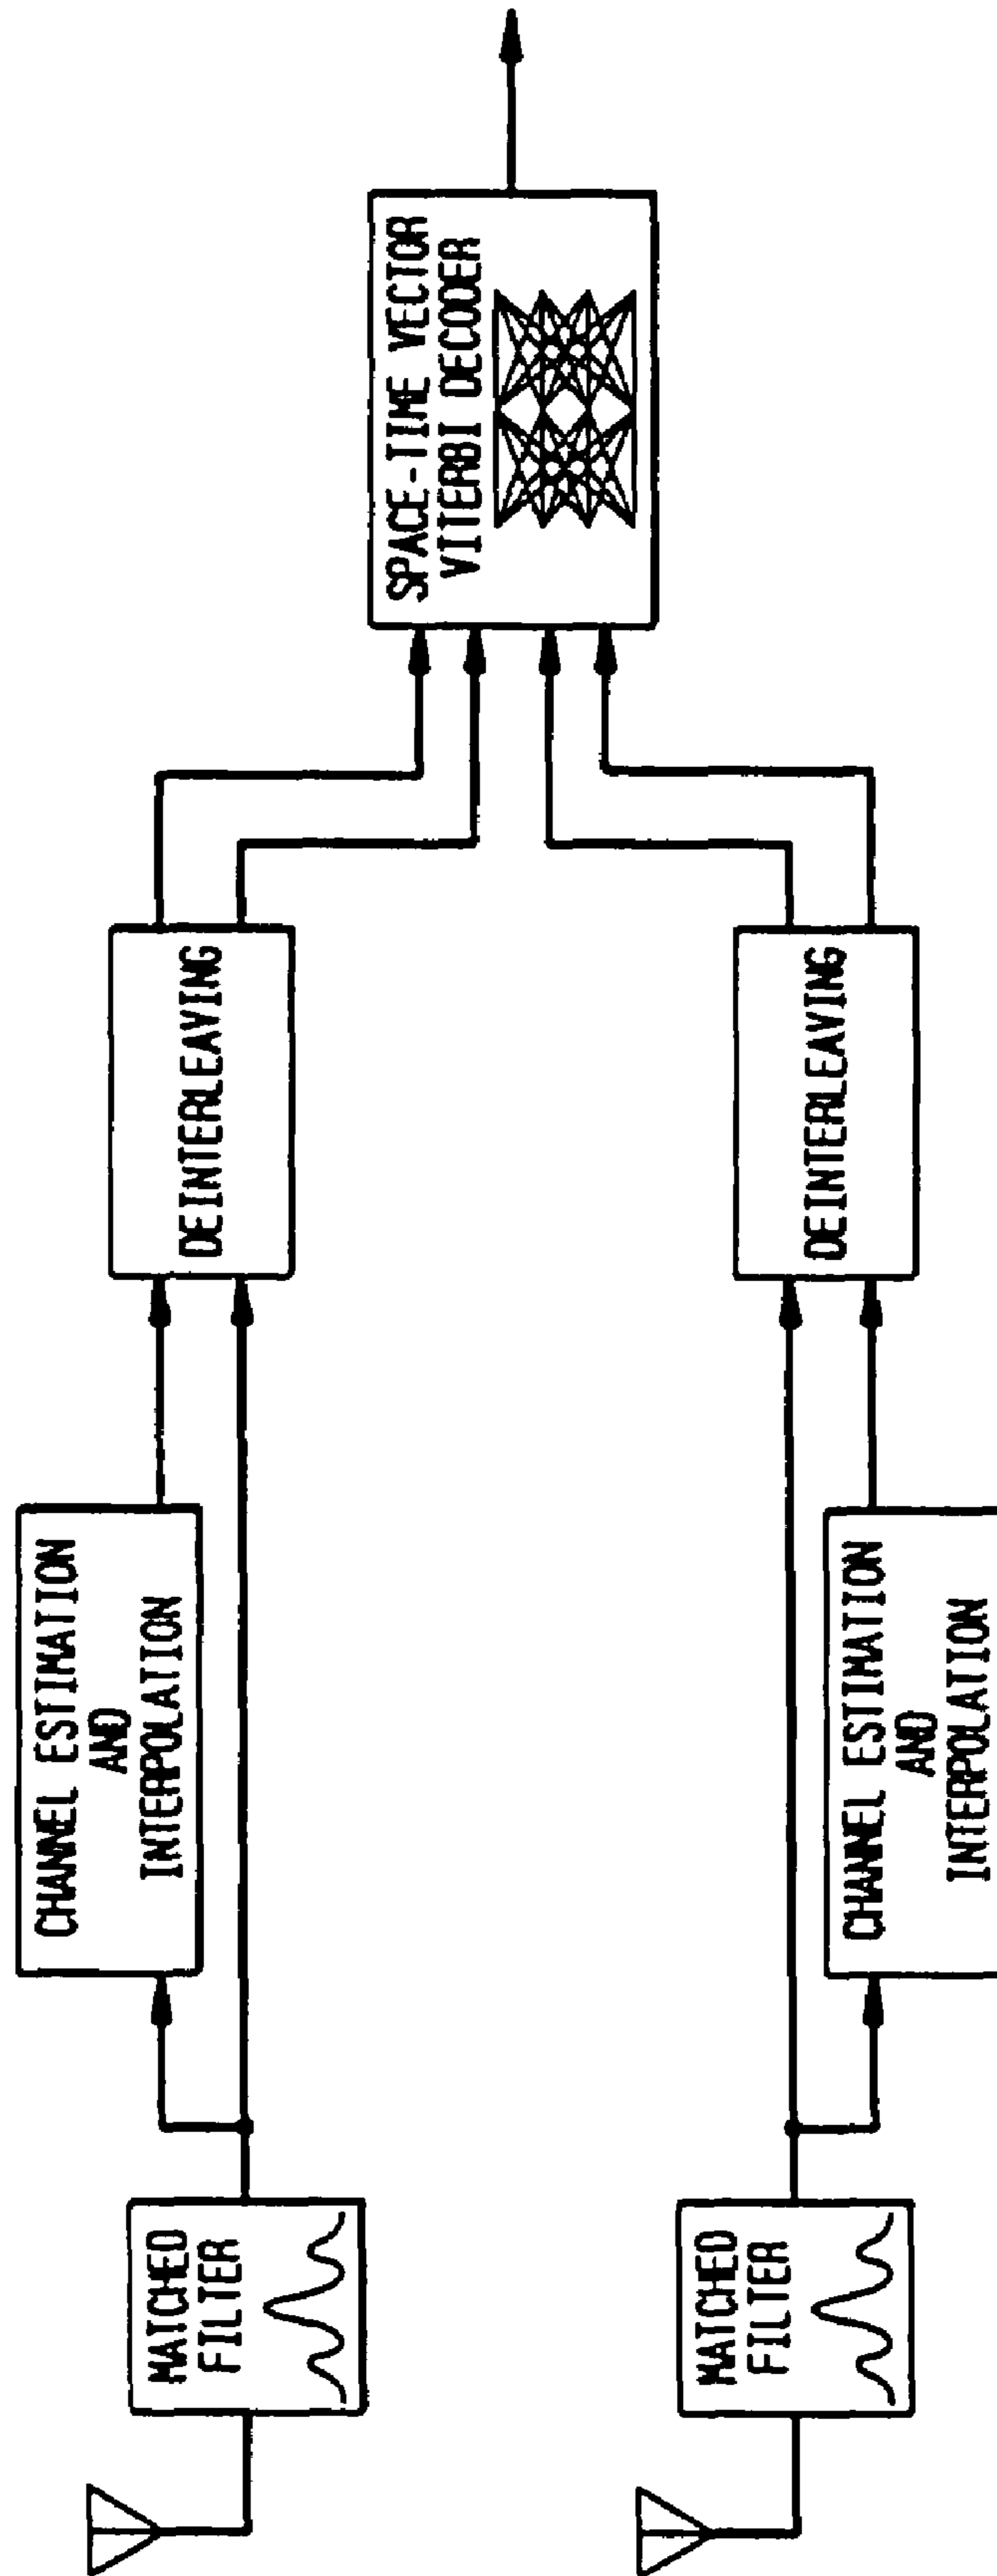 MATCHED
FILTER
CHANNEL ESTIMATION
AND
INTERPOLATION
DEINTERLEAVING
SPACE-TIME VECTOR
VITERBI DECODER
MATCHED
FILTER
CHANNEL ESTIMATION
AND
INTERPOLATION
DEINTERLEAVING